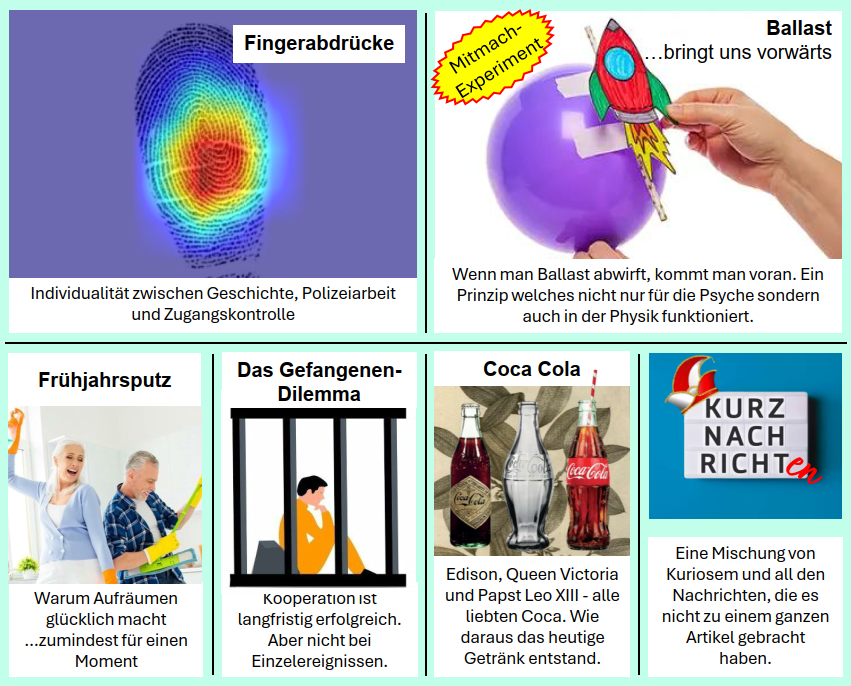 Fingerabdrücke
Individualität zwischen Geschichte, Polizeiarbeit
und Zugangskontrolle
Mitmach-
Experiment
Ballast
...bringt uns vorwärts
Wenn man Ballast abwirft, kommt man voran. Ein
Prinzip welches nicht nur für die Psyche sondern
auch in der Physik funktioniert.
Frühjahrsputz
Warum Aufräumen
glücklich macht
...zumindest für einen
Moment
Das Gefangenen-
Dilemma
Kooperation ist
langfristig erfolgreich.
Aber nicht bei
Einzelereignissen.
Coca Cola
Coca-Cola
Coca-Cola
Coca-Cola
Edison, Queen Victoria
und Papst Leo XIII - alle
liebten Coca. Wie
daraus das heutige
Getränk entstand.
KURZ
NACH
RICHTen
Eine Mischung von
Kuriosem und all den
Nachrichten, die es
nicht zu einem ganzen
Artikel gebracht
haben.